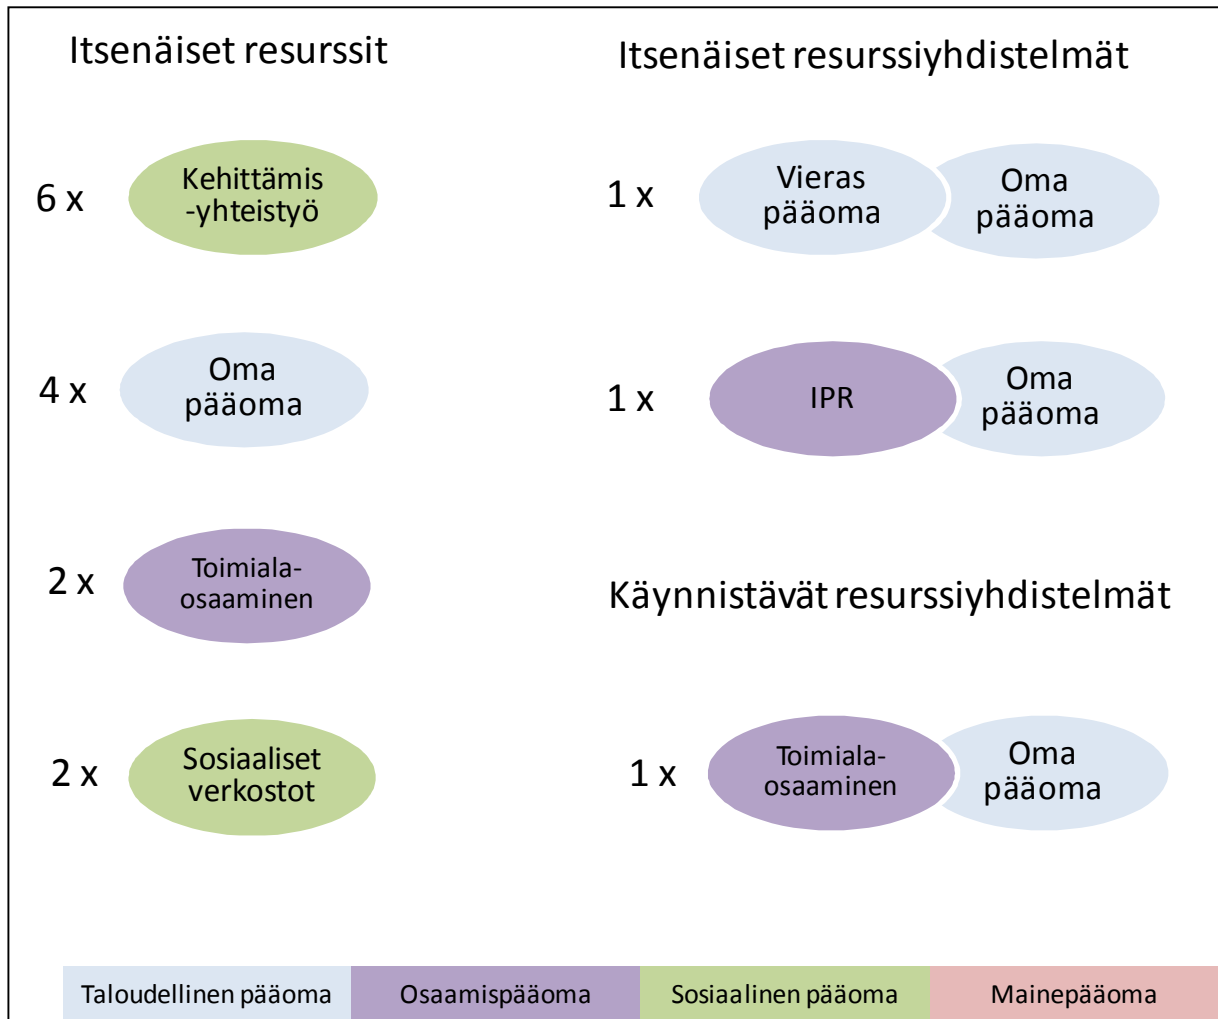 Itsenäiset resurssit
6 x
Kehittämis
-yhteistyö
4 x
Oma
pääoma
2 x
Toimiala-
osaaminen
2 x
Sosiaaliset
verkostot
Itsenäiset resurssiyhdistelmät
1 x
Vieras
pääoma
Oma
pääoma
1 x
IPR
Oma
pääoma
Käynnistävät resurssiyhdistelmät
1 x
Toimiala-
osaaminen
Oma
pääoma
Taloudellinen pääoma
Osaamispääoma
Sosiaalinen pääoma
Mainepääoma